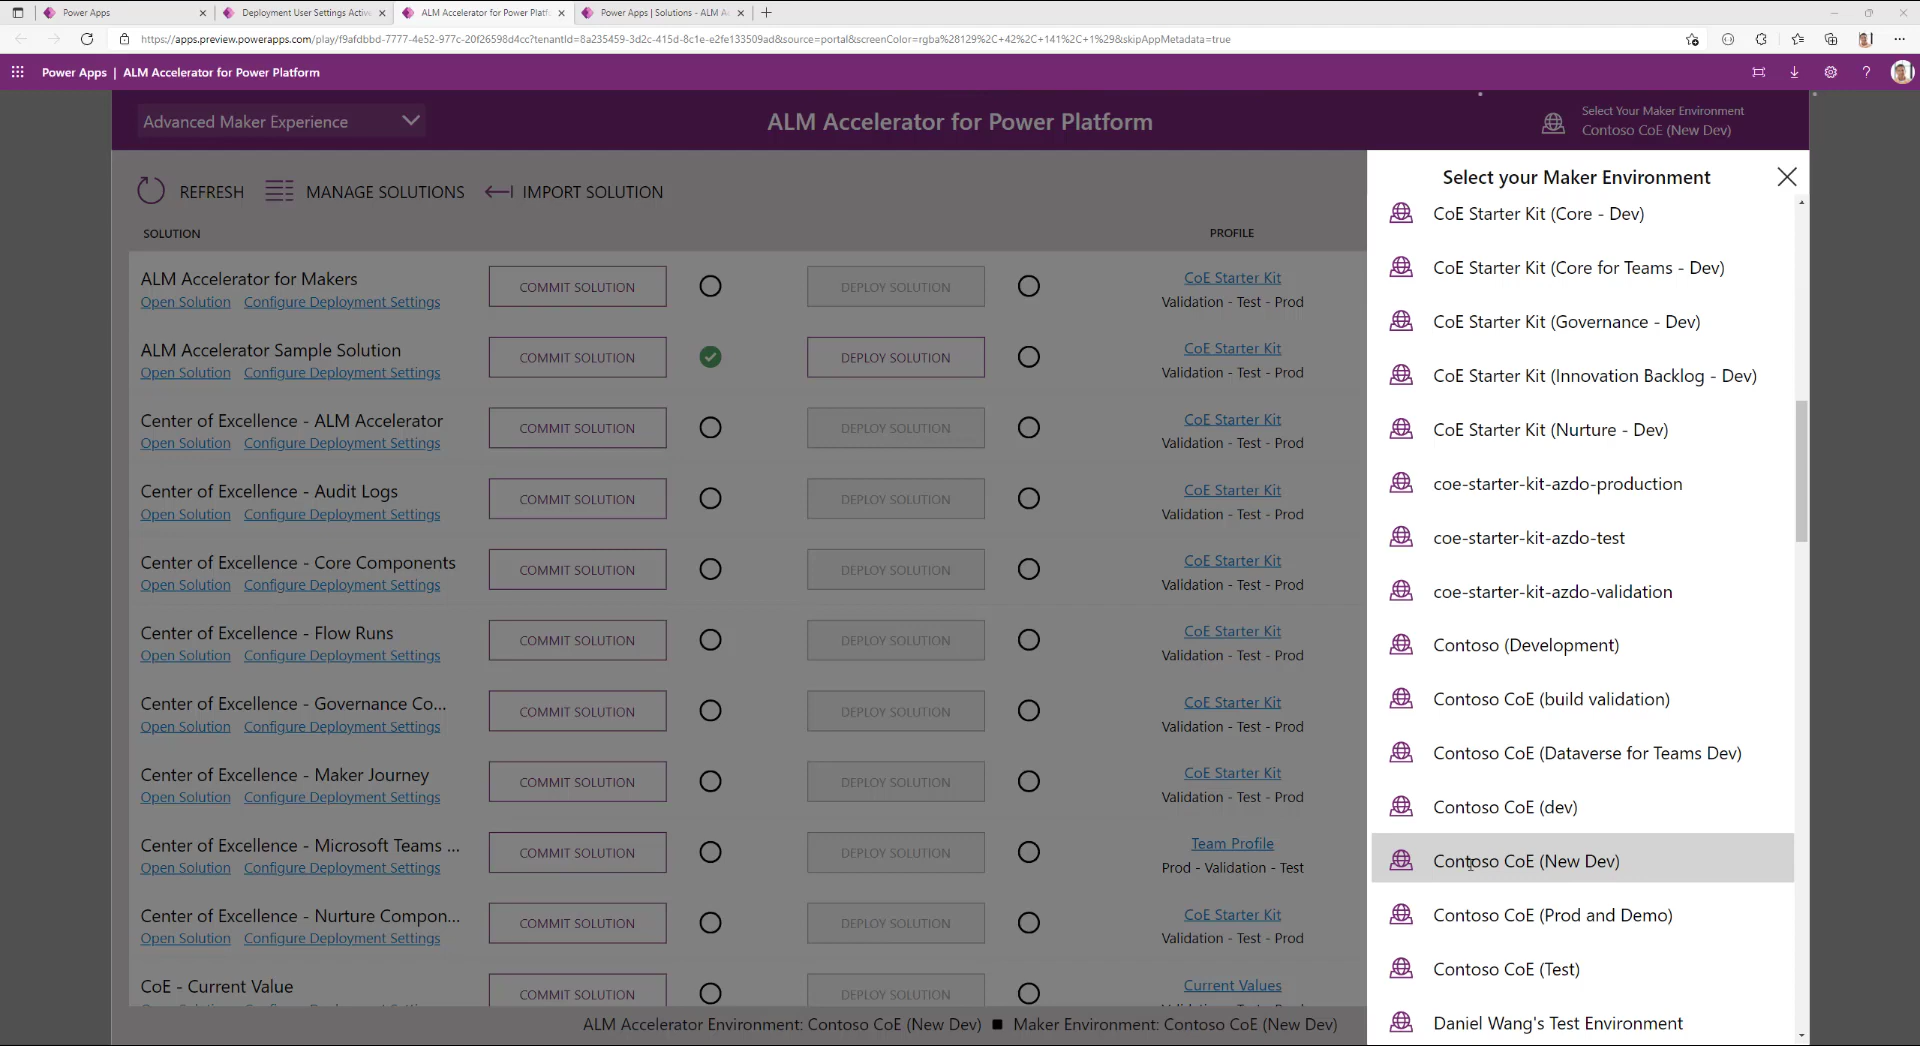 Power Apps
Deployment User Settings Activ
ALM Accelerator for Power Platf
Power Apps | Solutions - ALM A
https://apps.preview.powerapps.com/play/f9afdbbd-7777-4e52-977c-20f26598d4cc?tenantId=8a235459-3d2c-415d-8c1e-e2fe133509ad&source=portal&screenColor=rgba%28129%2C+42%2C+141%2C+1%29&skipAppMetadata=true
Power Apps | ALM Accelerator for Power Platform
Advanced Maker Experience
ALM Accelerator for Power Platform
Select Your Maker Environment
Contoso CoE (New Dev)
REFRESH
MANAGE SOLUTIONS
IMPORT SOLUTION
SOLUTION
PROFILE
ALM Accelerator for Makers
Open Solution Configure Deployment Settings
COMMIT SOLUTION
DEPLOY SOLUTION
CoE Starter Kit
Validation - Test - Prod
ALM Accelerator Sample Solution
Open Solution Configure Deployment Settings
COMMIT SOLUTION
DEPLOY SOLUTION
CoE Starter Kit
Validation - Test - Prod
Center of Excellence - ALM Accelerator
Open Solution Configure Deployment Settings
COMMIT SOLUTION
DEPLOY SOLUTION
CoE Starter Kit
Validation - Test - Prod
Center of Excellence - Audit Logs
Open Solution Configure Deployment Settings
COMMIT SOLUTION
DEPLOY SOLUTION
CoE Starter Kit
Validation - Test - Prod
Center of Excellence - Core Components
Open Solution Configure Deployment Settings
COMMIT SOLUTION
DEPLOY SOLUTION
CoE Starter Kit
Validation - Test - Prod
Center of Excellence - Flow Runs
Open Solution Configure Deployment Settings
COMMIT SOLUTION
DEPLOY SOLUTION
CoE Starter Kit
Validation - Test - Prod
Center of Excellence - Governance Co...
Open Solution Configure Deployment Settings
COMMIT SOLUTION
DEPLOY SOLUTION
CoE Starter Kit
Validation - Test - Prod
Center of Excellence - Maker Journey
Open Solution Configure Deployment Settings
COMMIT SOLUTION
DEPLOY SOLUTION
CoE Starter Kit
Validation - Test - Prod
Center of Excellence - Microsoft Teams ...
Open Solution Configure Deployment Settings
COMMIT SOLUTION
DEPLOY SOLUTION
Team Profile
Prod - Validation - Test
Center of Excellence - Nurture Compon...
Open Solution Configure Deployment Settings
COMMIT SOLUTION
DEPLOY SOLUTION
CoE Starter Kit
Validation - Test - Prod
CoE - Current Value
COMMIT SOLUTION
DEPLOY SOLUTION
Current Values
ALM Accelerator Environment: Contoso CoE (New Dev) ■ Maker Environment: Contoso CoE (New Dev)
Select your Maker Environment
CoE Starter Kit (Core - Dev)
CoE Starter Kit (Core for Teams - Dev)
CoE Starter Kit (Governance - Dev)
CoE Starter Kit (Innovation Backlog - Dev)
CoE Starter Kit (Nurture - Dev)
coe-starter-kit-azdo-production
coe-starter-kit-azdo-test
coe-starter-kit-azdo-validation
Contoso (Development)
Contoso CoE (build validation)
Contoso CoE (Dataverse for Teams Dev)
Contoso CoE (dev)
Contoso CoE (New Dev)
Contoso CoE (Prod and Demo)
Contoso CoE (Test)
Daniel Wang's Test Environment